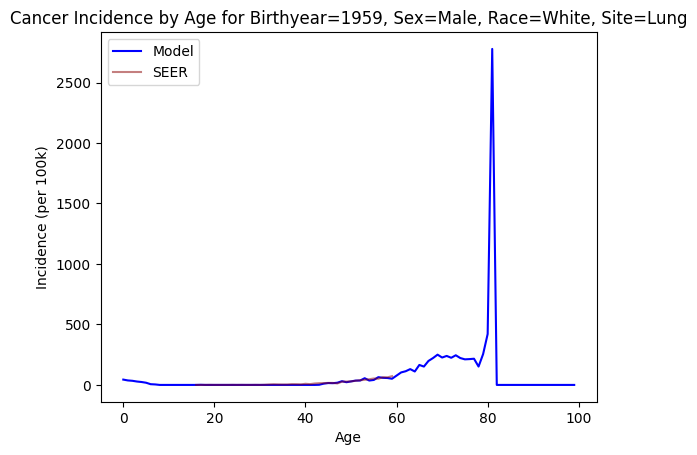 Cancer Incidence by Age for Birthyear=1959, Sex=Male, Race=White, Site=Lung
Model
SEER
2500
2000
1500
1000
500
0
Incidence (per 100k)
0 20 40 60 80 100
Age